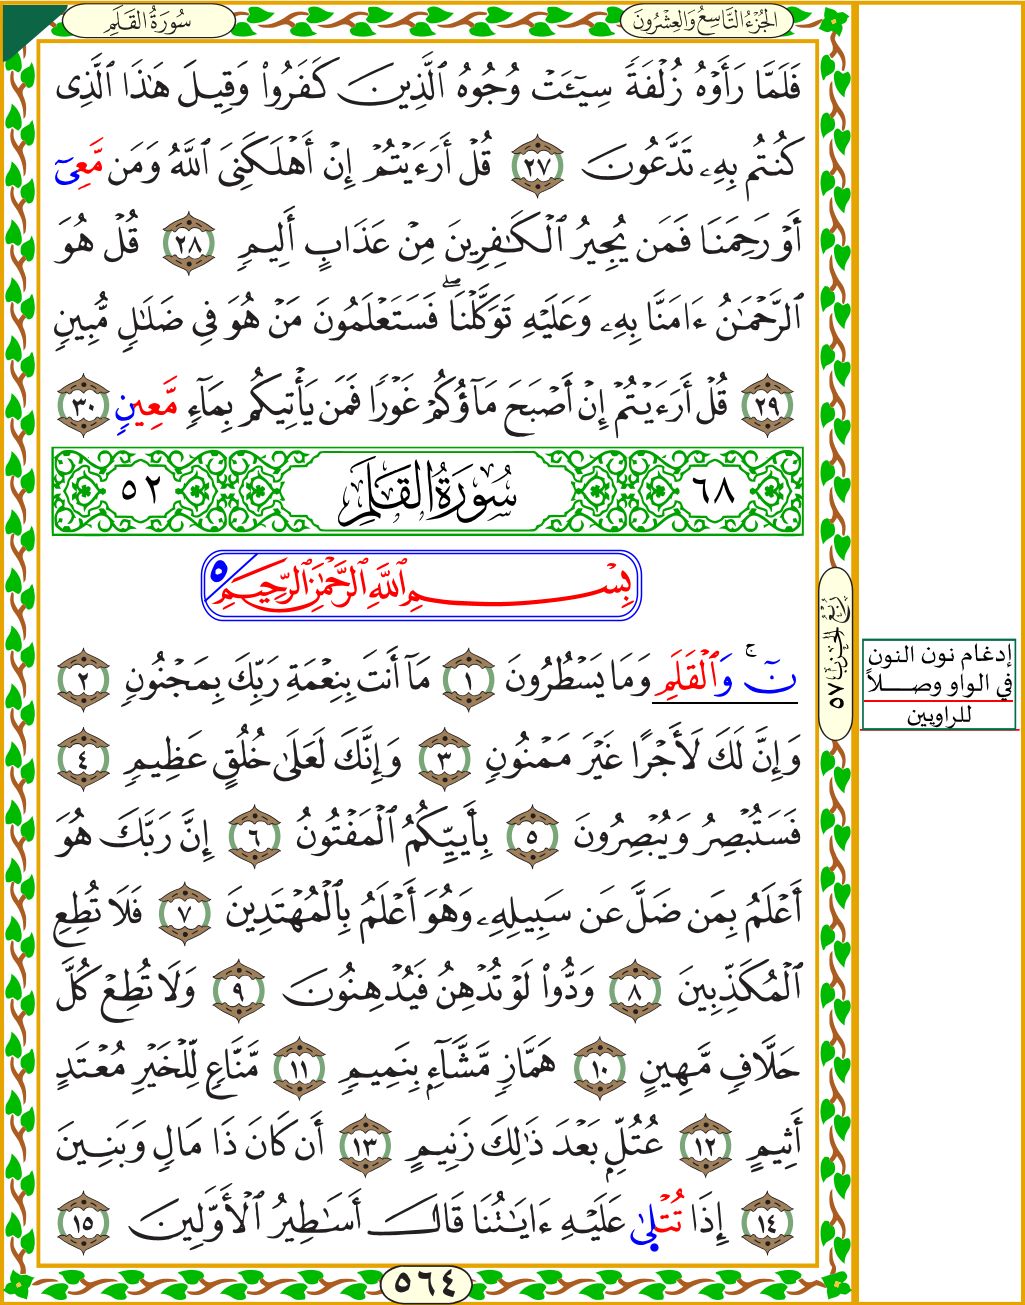 سُورَةُ القَلَمِ
الجُزْءُ التَّاسِعُ وَالعِشْرُونَ
فَلَمَّا رَأَوْهُ زُلْفَةً سِيٓـَٔتْ وُجُوهُ ٱلَّذِينَ كَفَرُواْ وَقِيلَ هَٰذَا ٱلَّذِى
كُنتُم بِهِۦ تَدَّعُونَ ٢٧ قُلْ أَرَءَيْتُمْ إِنْ أَهْلَكَنِىَ ٱللَّهُ وَمَن مَّعِىٓ
أَوْ رَحِمَنَا فَمَن يُجِيرُ ٱلْكَٰفِرِينَ مِنْ عَذَابٍ أَلِيمٍ ٢٨ قُلْ هُوَ
ٱلرَّحْمَٰنُ ءَامَنَّا بِهِۦ وَعَلَيْهِ تَوَكَّلْنَا ۖ فَسَتَعْلَمُونَ مَنْ هُوَ فِى ضَلَٰلٍ مُّبِينٍ
٢٩ قُلْ أَرَءَيْتُمْ إِنْ أَصْبَحَ مَآؤُكُمْ غَوْرًا فَمَن يَأْتِيكُم بِمَآءٍ مَّعِينٍ ٣٠
٦٨ سُورَةُ القَلَمِ ٥٢
بِسْمِ ٱللَّهِ ٱلرَّحْمَٰنِ ٱلرَّحِيمِ ٥
نٓ ۚ وَٱلْقَلَمِ وَمَا يَسْطُرُونَ ١ مَآ أَنتَ بِنِعْمَةِ رَبِّكَ بِمَجْنُونٍ ٢
وَإِنَّ لَكَ لَأَجْرًا غَيْرَ مَمْنُونٍ ٣ وَإِنَّكَ لَعَلَىٰ خُلُقٍ عَظِيمٍ ٤
فَسَتُبْصِرُ وَيُبْصِرُونَ ٥ بِأَييِّكُمُ ٱلْمَفْتُونُ ٦ إِنَّ رَبَّكَ هُوَ
أَعْلَمُ بِمَن ضَلَّ عَن سَبِيلِهِۦ وَهُوَ أَعْلَمُ بِٱلْمُهْتَدِينَ ٧ فَلَا تُطِعِ
ٱلْمُكَذِّبِينَ ٨ وَدُّواْ لَوْ تُدْهِنُ فَيُدْهِنُونَ ٩ وَلَا تُطِعْ كُلَّ
حَلَّافٍ مَّهِينٍ ١٠ هَمَّازٍ مَّشَّآءٍۭ بِنَمِيمٍ ١١ مَّنَّاعٍ لِّلْخَيْرِ مُعْتَدٍ
أَثِيمٍ ١٢ عُتُلٍّۭ بَعْدَ ذَٰلِكَ زَنِيمٍ ١٣ أَن كَانَ ذَا مَالٍ وَبَنِينَ
١٤ إِذَا تُتْلَىٰ عَلَيْهِ ءَايَٰتُنَا قَالَ أَسَٰطِيرُ ٱلْأَوَّلِينَ ١٥
٥٦٤
رُبْعُ الحِزْبِ ٥٧
إدغام نون النون
في الواو وصلاً
للراويين